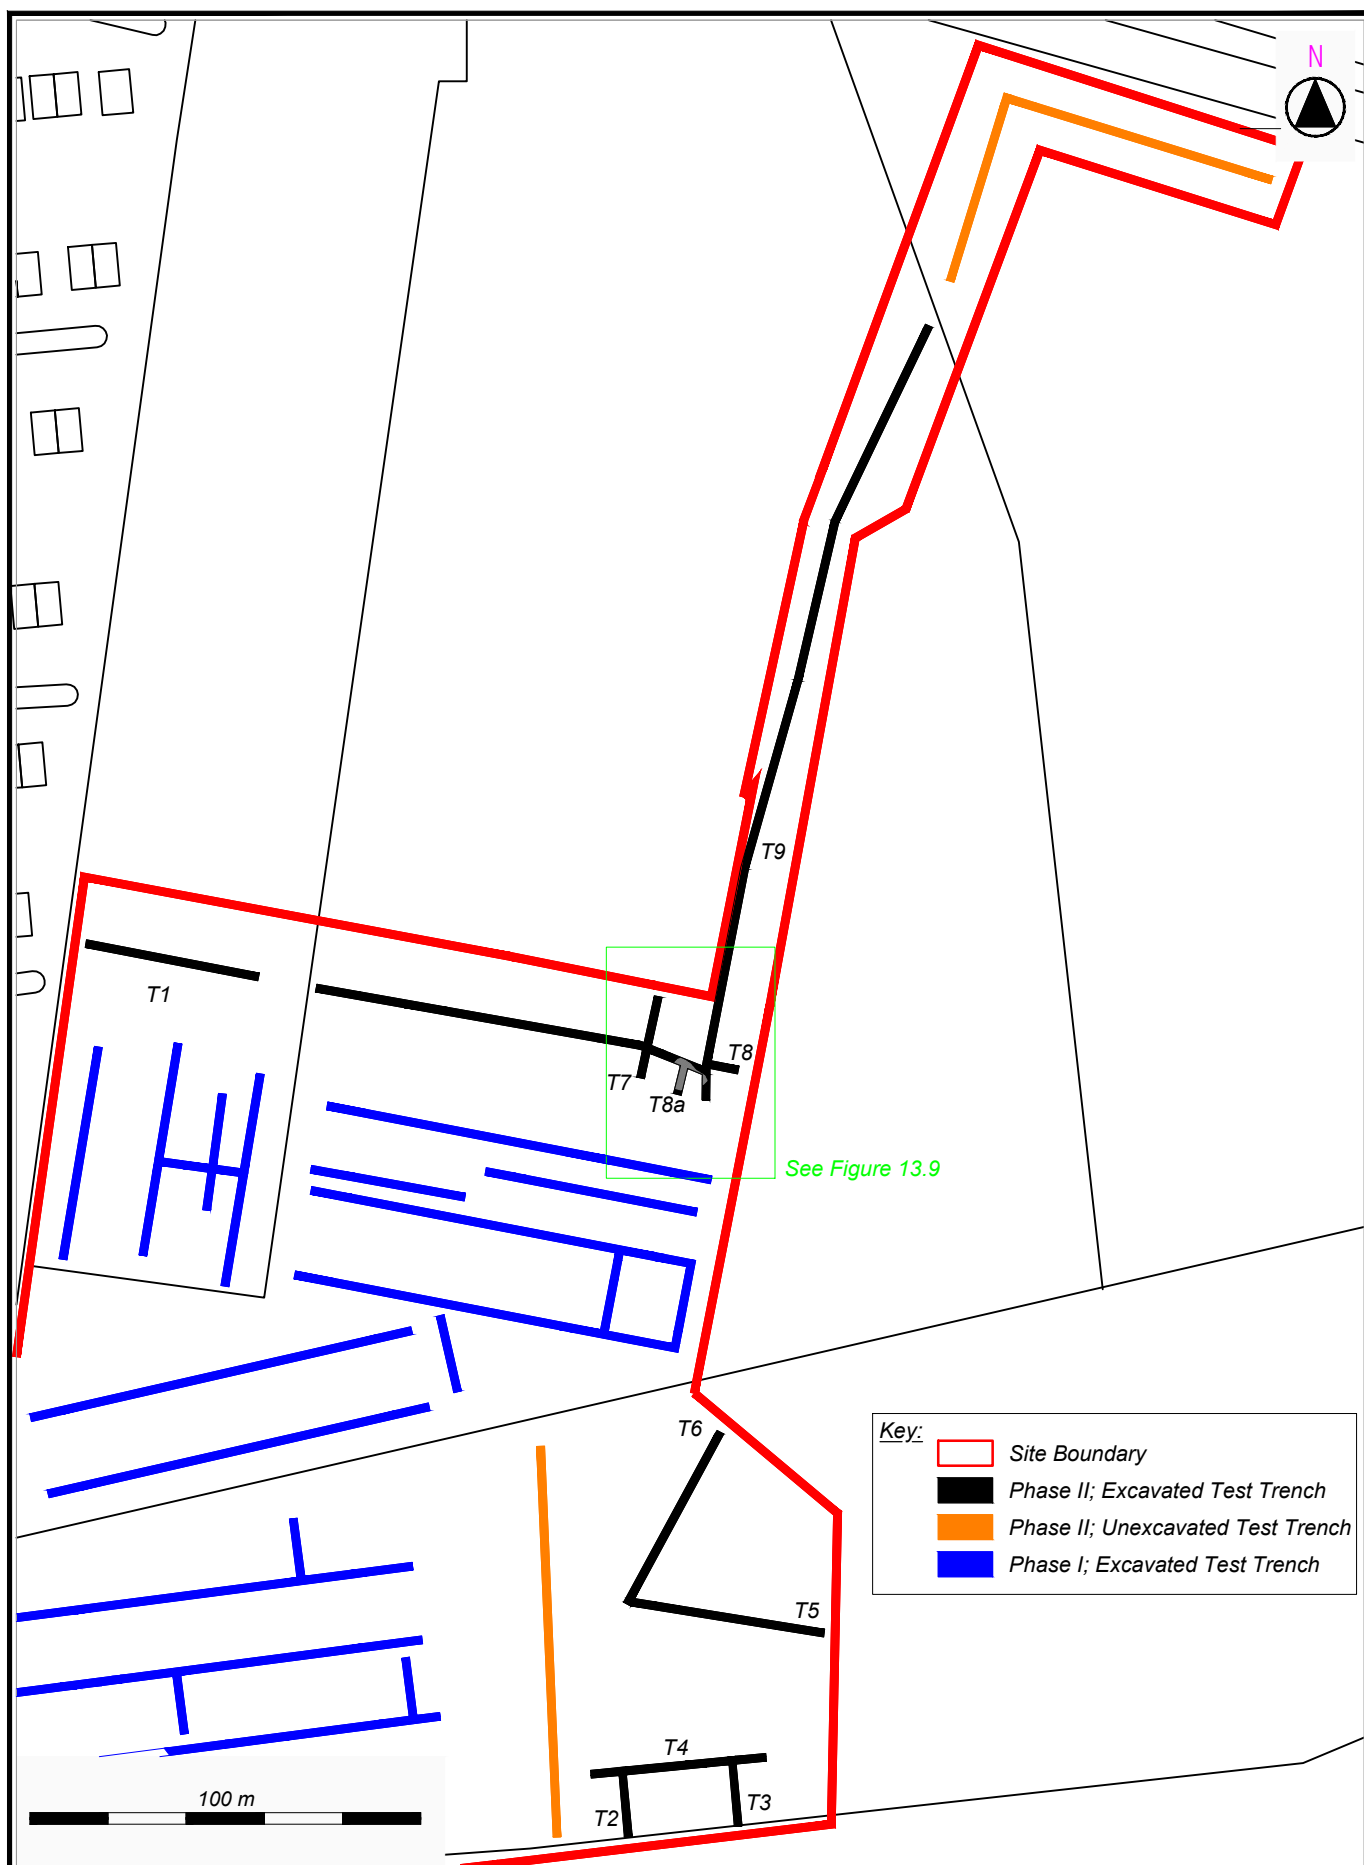 N
T9
T1
T8
T7
T8a
See Figure 13.9
T6
Key:
Site Boundary
Phase II; Excavated Test Trench
Phase II; Unexcavated Test Trench
Phase I; Excavated Test Trench
T5
T4
100 m
T2
T3